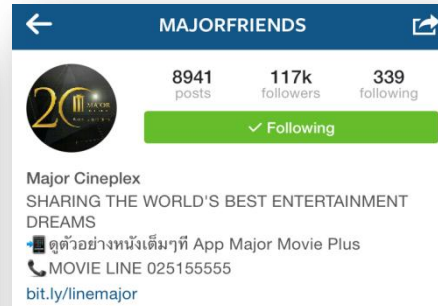 MAJORFRIENDS
8941 117k 339
posts followers following
20 MAJOR
✓ Following
Major Cineplex
SHARING THE WORLD'S BEST ENTERTAINMENT
DREAMS
📲 ดูตัวอย่างหนังเต็มๆที่ App Major Movie Plus
📞MOVIE LINE 025155555
bit.ly/linemajor